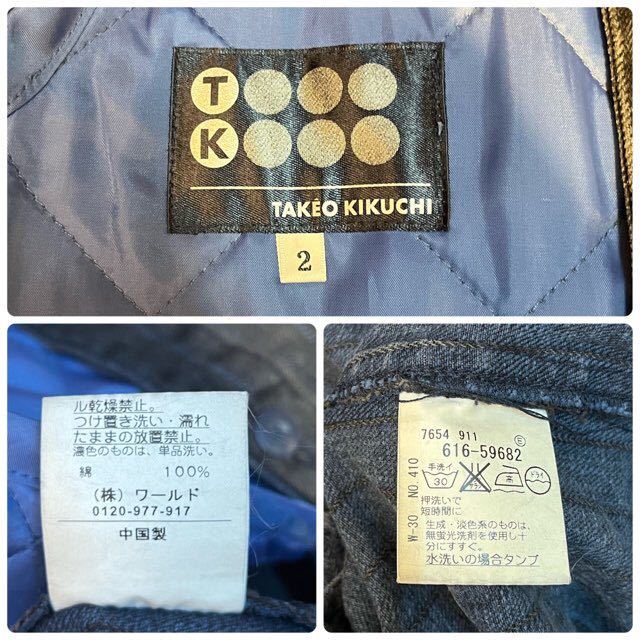 T
K
TAKEO KIKUCHI
2
ル乾燥禁止。
つけ置き洗い・濡れ
たままの放置禁止。
濃色のものは、単品洗い。
綿 100%
(株) ワールド
0120-977-917
中国製
7654 911 E
616-59682
手洗イ
30
高
ドライ
押洗いで
短時間に
生成・淡色系のものは、
無蛍光洗剤を使用し十
分にすすぐ。
水洗いの場合タンブ
W-30 NO.410